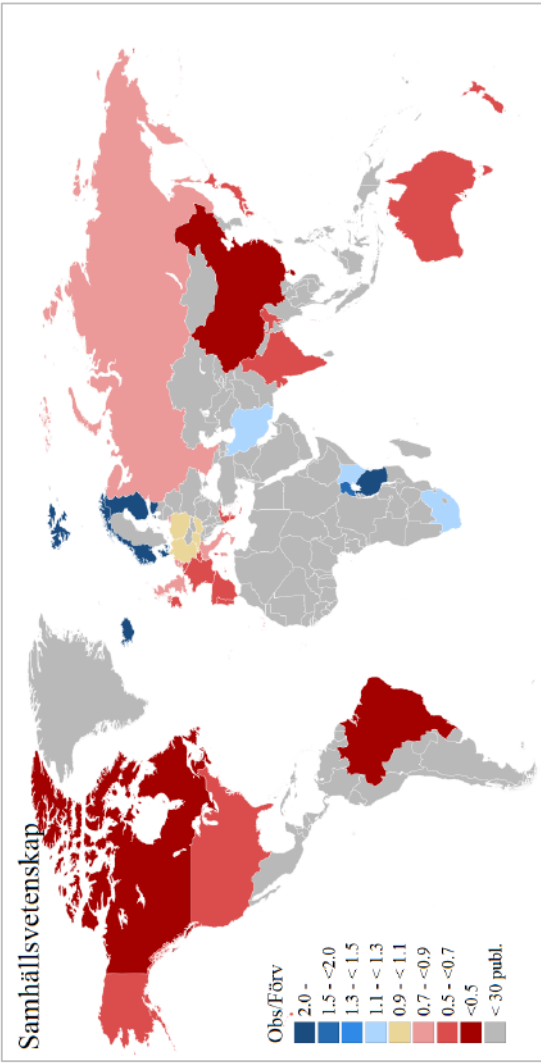 Samhällsvetenskap
Obs/Förv
2.0 -
1.5 - <2.0
1.3 - < 1.5
1.1 - < 1.3
0.9 - < 1.1
0.7 - <0.9
0.5 - <0.7
<0.5
< 30 publ.